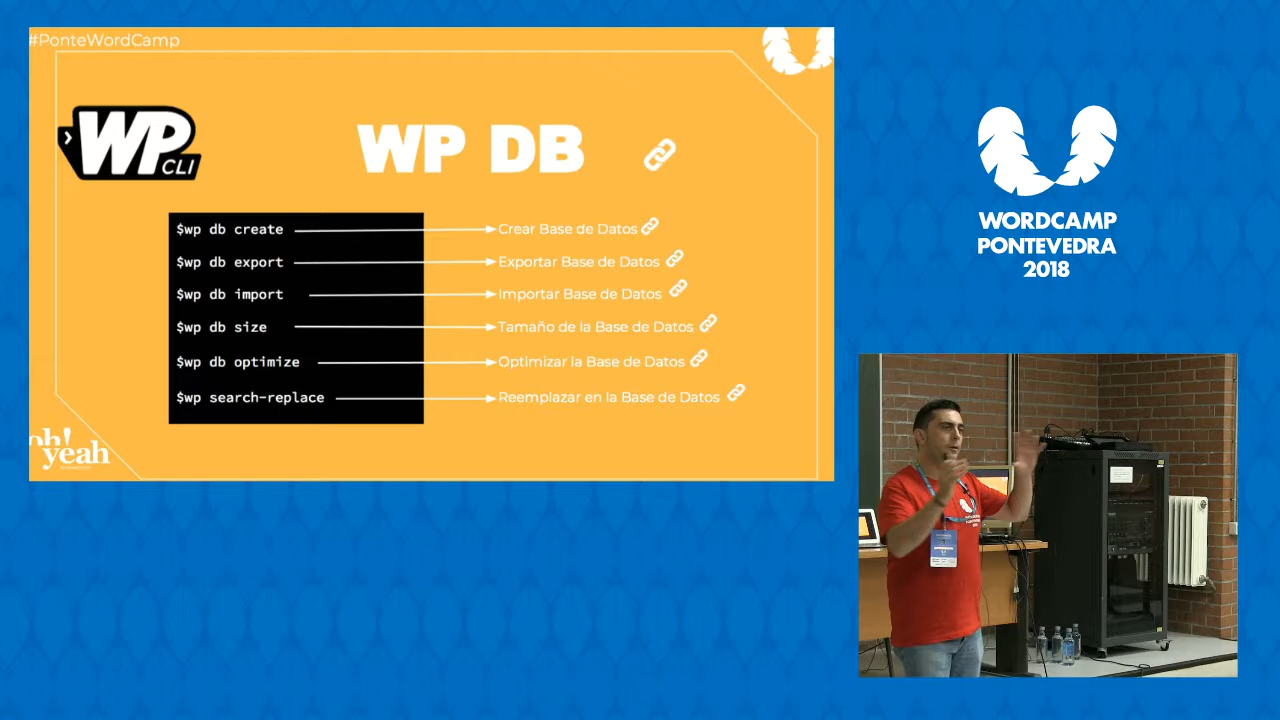 #PonteWordCamp
WP CLI
WP DB
$wp db create
Crear Base de Datos
$wp db export
Exportar Base de Datos
$wp db import
Importar Base de Datos
$wp db size
Tamaño de la Base de Datos
$wp db optimize
Optimizar la Base de Datos
$wp search-replace
Reemplazar en la Base de Datos
oh!
yeah
WORDCAMP
PONTEVEDRA
2018